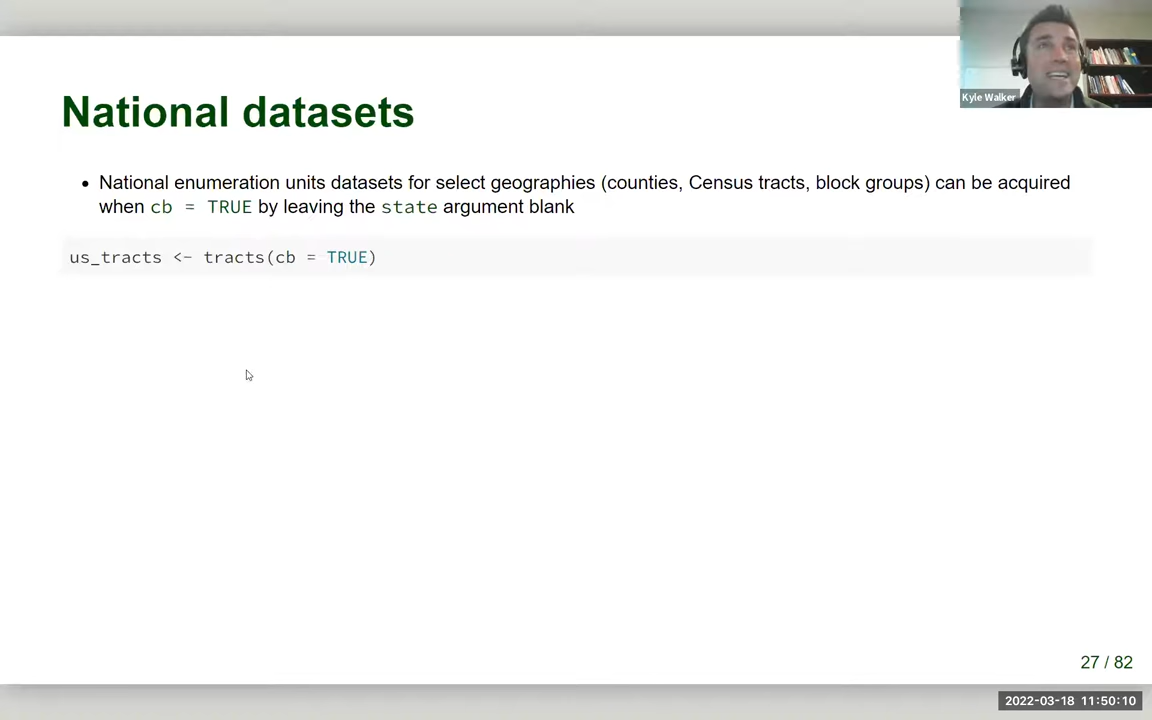 Kyle Walker
National datasets
• National enumeration units datasets for select geographies (counties, Census tracts, block groups) can be acquired
when cb = TRUE by leaving the state argument blank
us_tracts <- tracts(cb = TRUE)
27 / 82
2022-03-18 11:50:10